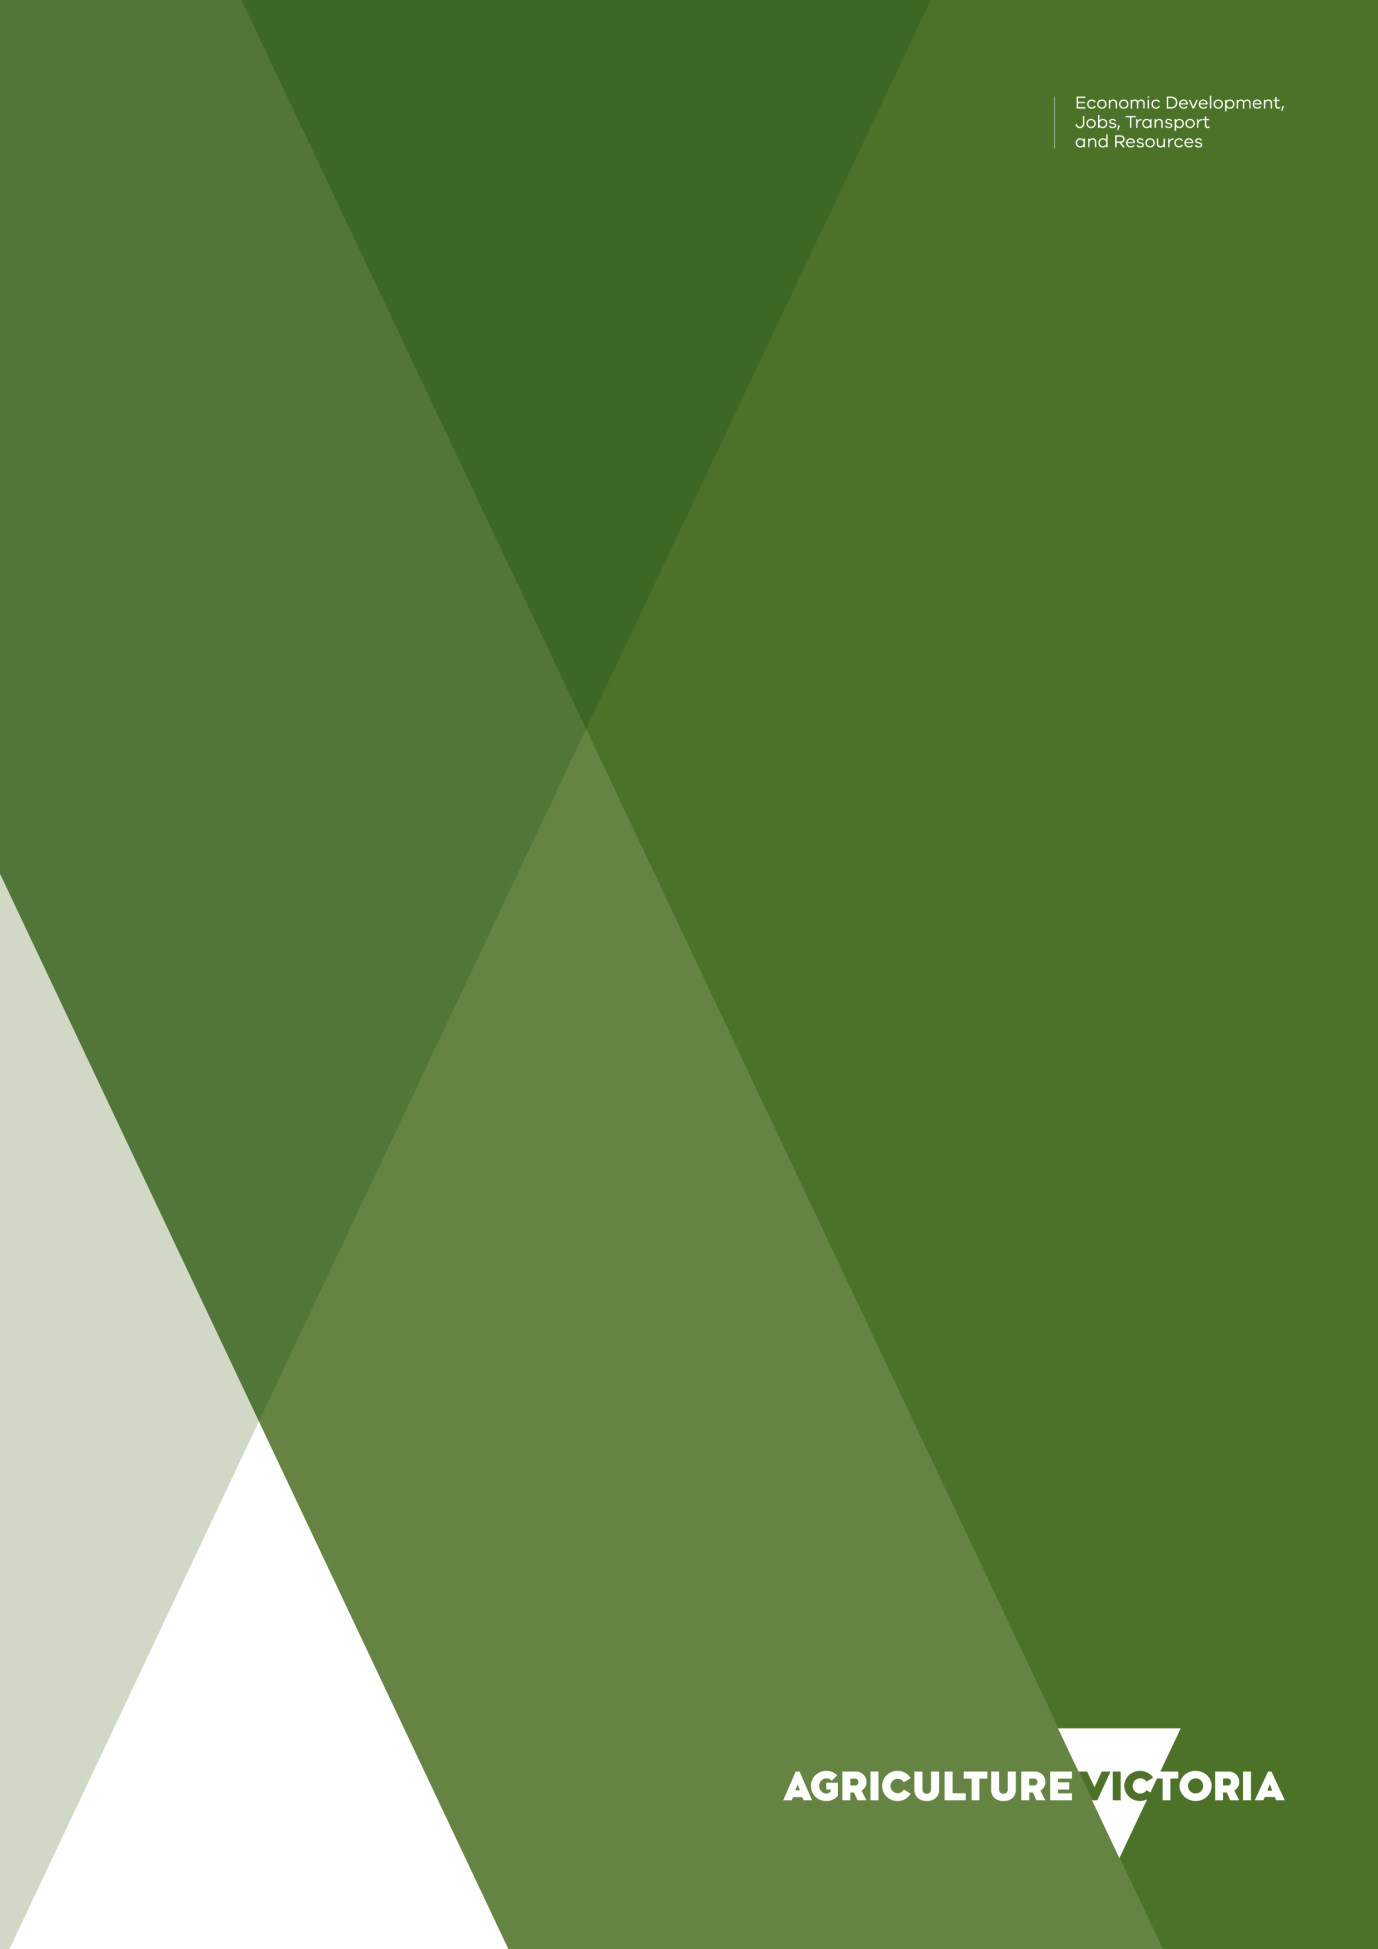 Economic Development,
Jobs, Transport
and Resources
AGRICULTURE VICTORIA